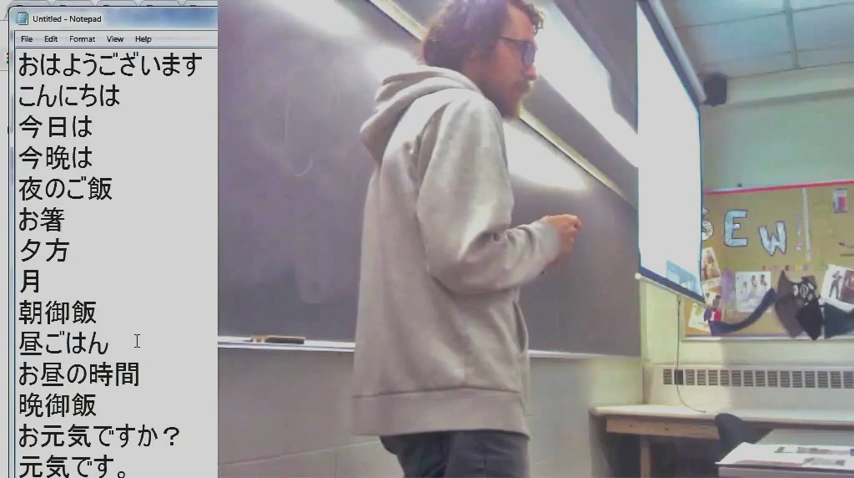 Untitled - Notepad
File Edit Format View Help
おはようございます
こんにちは
今日は
今晩は
夜のご飯
お箸
夕方
月
朝御飯
昼ごはん
お昼の時間
晩御飯
お元気ですか？
元気です。
SEW!